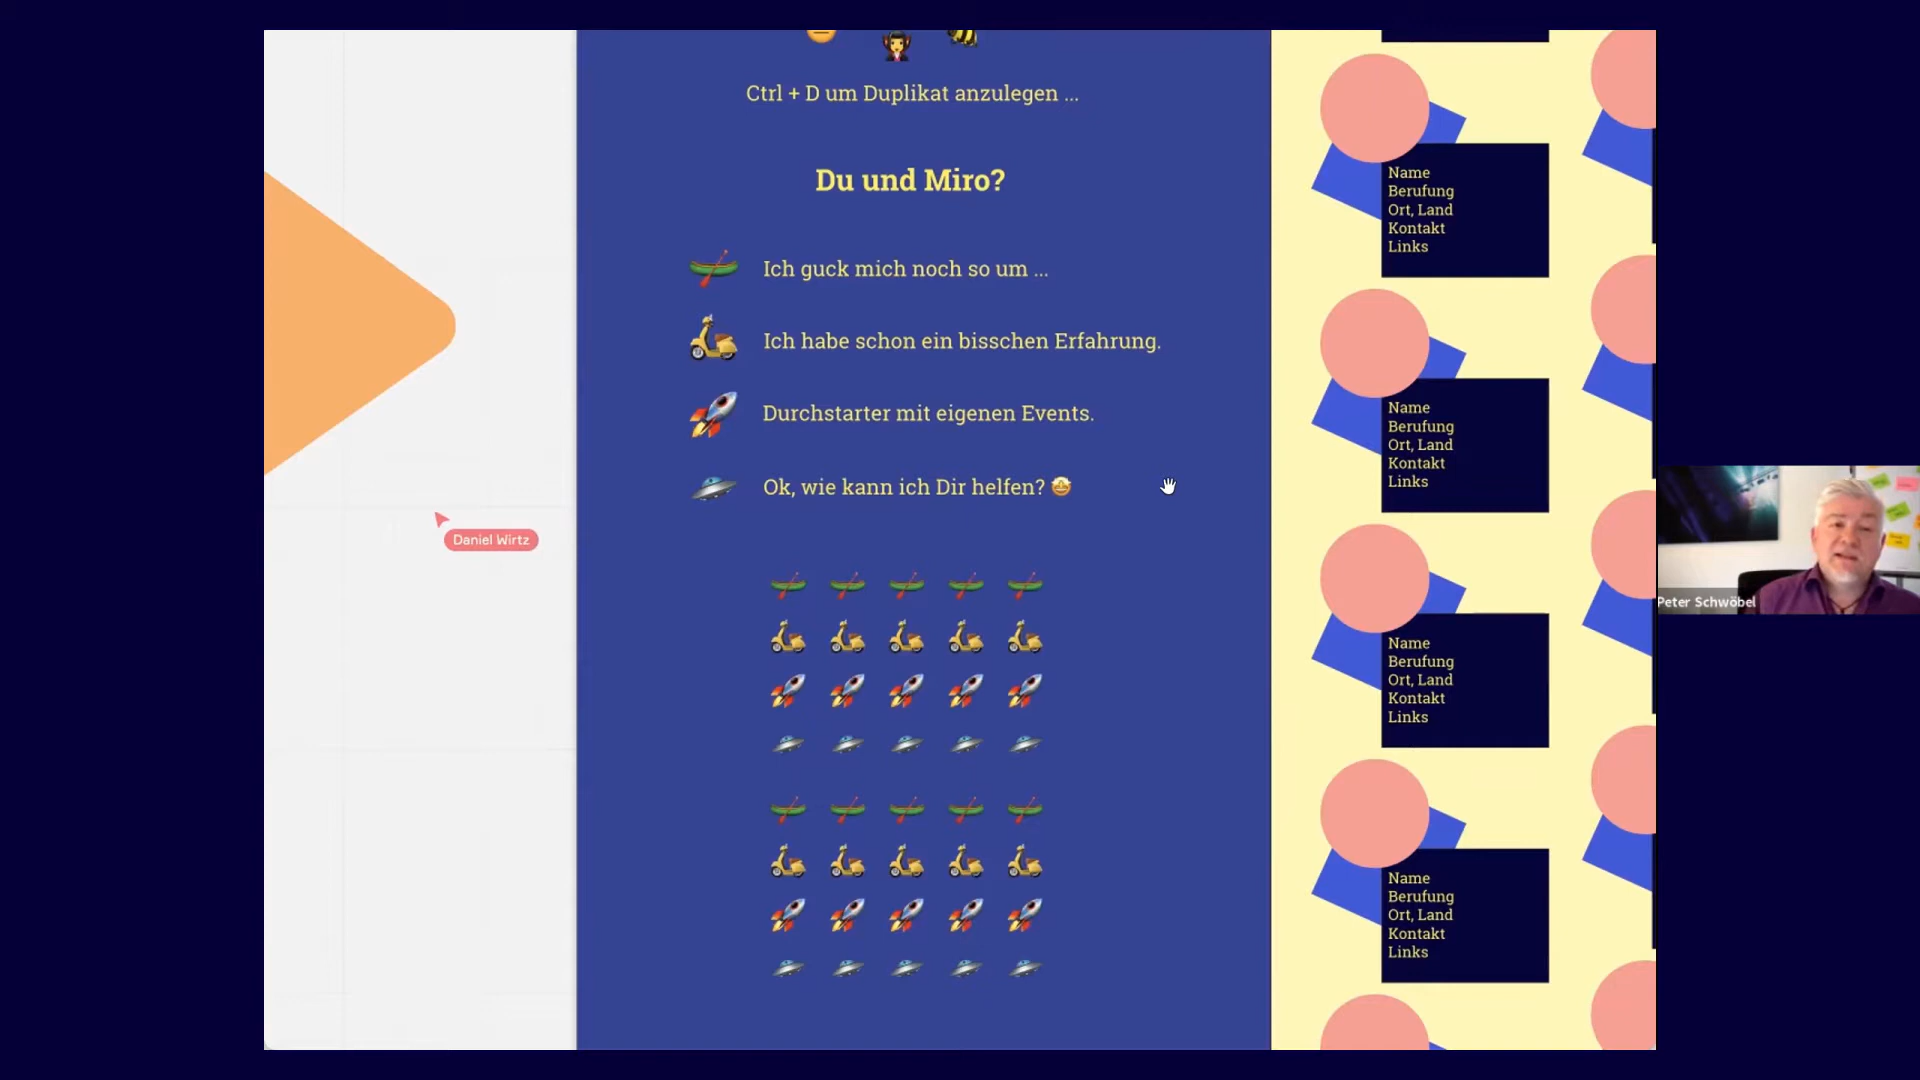 Ctrl + D um Duplikat anzulegen ...
Du und Miro?
Ich guck mich noch so um ...
Ich habe schon ein bisschen Erfahrung.
Durchstarter mit eigenen Events.
Ok, wie kann ich Dir helfen? 🤩
Daniel Wirtz
Name
Berufung
Ort, Land
Kontakt
Links
Name
Berufung
Ort, Land
Kontakt
Links
Name
Berufung
Ort, Land
Kontakt
Links
Name
Berufung
Ort, Land
Kontakt
Links
Peter Schwöbel